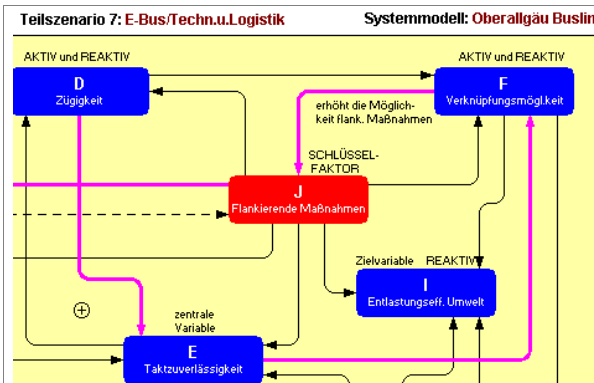 Teilszenario 7: E-Bus/Techn.u.Logistik Systemmodell: Oberallgäu Buslin
AKTIV und REAKTIV AKTIV und REAKTIV
D F
Zügigkeit Verknüpfungsmögl.keit
erhöht die Möglich-
keit flank. Maßnahmen
SCHLÜSSEL-
FAKTOR
J
Flankierende Maßnahmen
Zielvariable REAKTIV
I
Entlastungseff. Umwelt
zentrale
Variable
E
Taktzuverlässigkeit